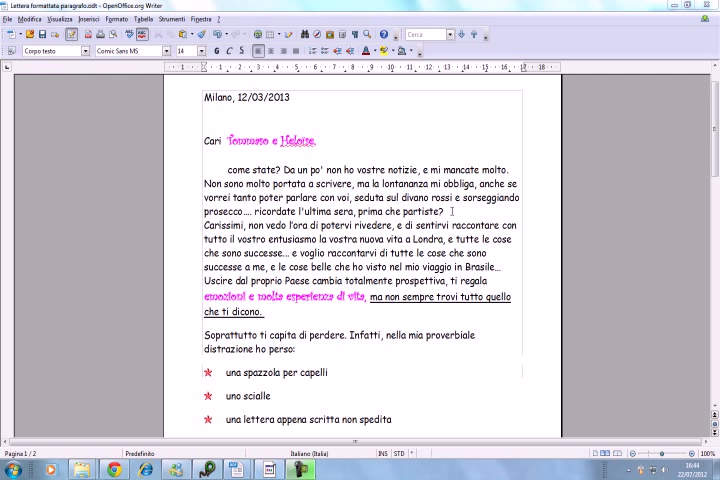 Lettera formattata paragrafo.odt - OpenOffice.org Writer
File Modifica Visualizza Inserisci Formato Tabella Strumenti Finestra ?
Cerca
Corpo testo Comic Sans MS 14 G C S
Milano, 12/03/2013
Cari Tommaso e Heloise,
come state? Da un po' non ho vostre notizie, e mi mancate molto.
Non sono molto portata a scrivere, ma la lontananza mi obbliga, anche se
vorrei tanto poter parlare con voi, seduta sul divano rossi e sorseggiando
prosecco.... ricordate l'ultima sera, prima che partiste?
Carissimi, non vedo l'ora di potervi rivedere, e di sentirvi raccontare con
tutto il vostro entusiasmo la vostra nuova vita a Londra, e tutte le cose
che sono successe... e voglio raccontarvi di tutte le cose che sono
successe a me, e le cose belle che ho visto nel mio viaggio in Brasile...
Uscire dal proprio Paese cambia totalmente prospettiva, ti regala
emozioni e molta esperienza di vita, ma non sempre trovi tutto quello
che ti dicono.
Soprattutto ti capita di perdere. Infatti, nella mia proverbiale
distrazione ho perso:
una spazzola per capelli
uno scialle
una lettera appena scritta non spedita
Pagina 1 / 2 Predefinito Italiano (Italia) INS STD * 100%
16:44
22/07/2012